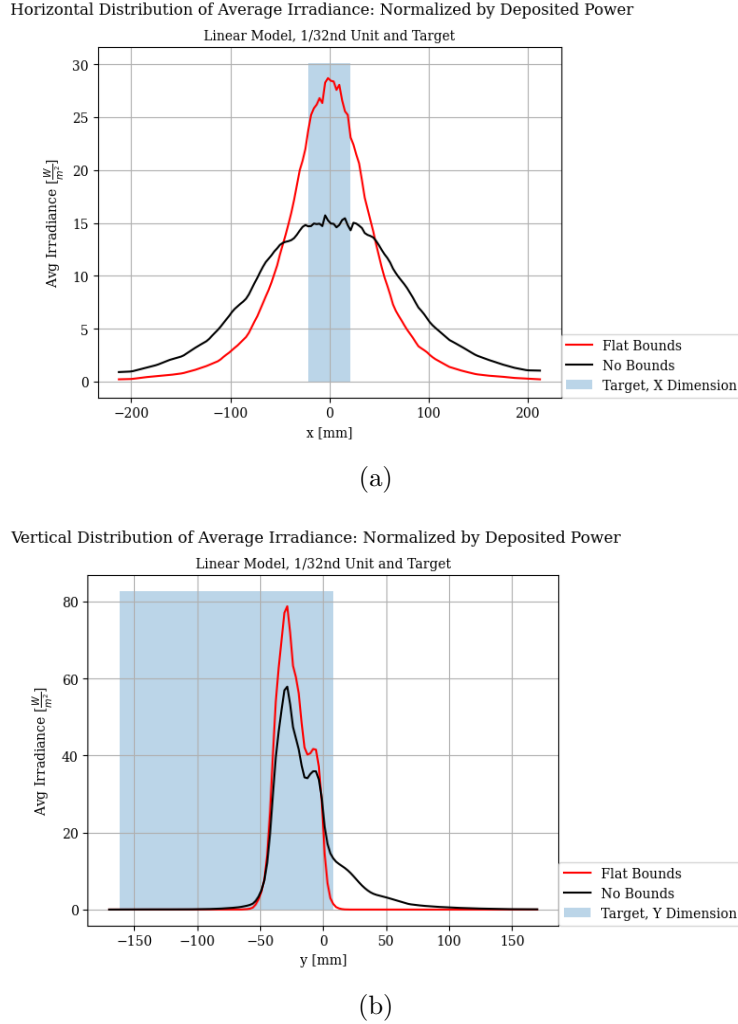 Horizontal Distribution of Average Irradiance: Normalized by Deposited Power
Linear Model, 1/32nd Unit and Target
30
25
20
15
10
5
0
Avg Irradiance [W/m²]
−200 −100 0 100 200
x [mm]
Flat Bounds
No Bounds
Target, X Dimension
(a)
Vertical Distribution of Average Irradiance: Normalized by Deposited Power
Linear Model, 1/32nd Unit and Target
80
60
40
20
0
Avg Irradiance [W/m²]
−150 −100 −50 0 50 100 150
y [mm]
Flat Bounds
No Bounds
Target, Y Dimension
(b)